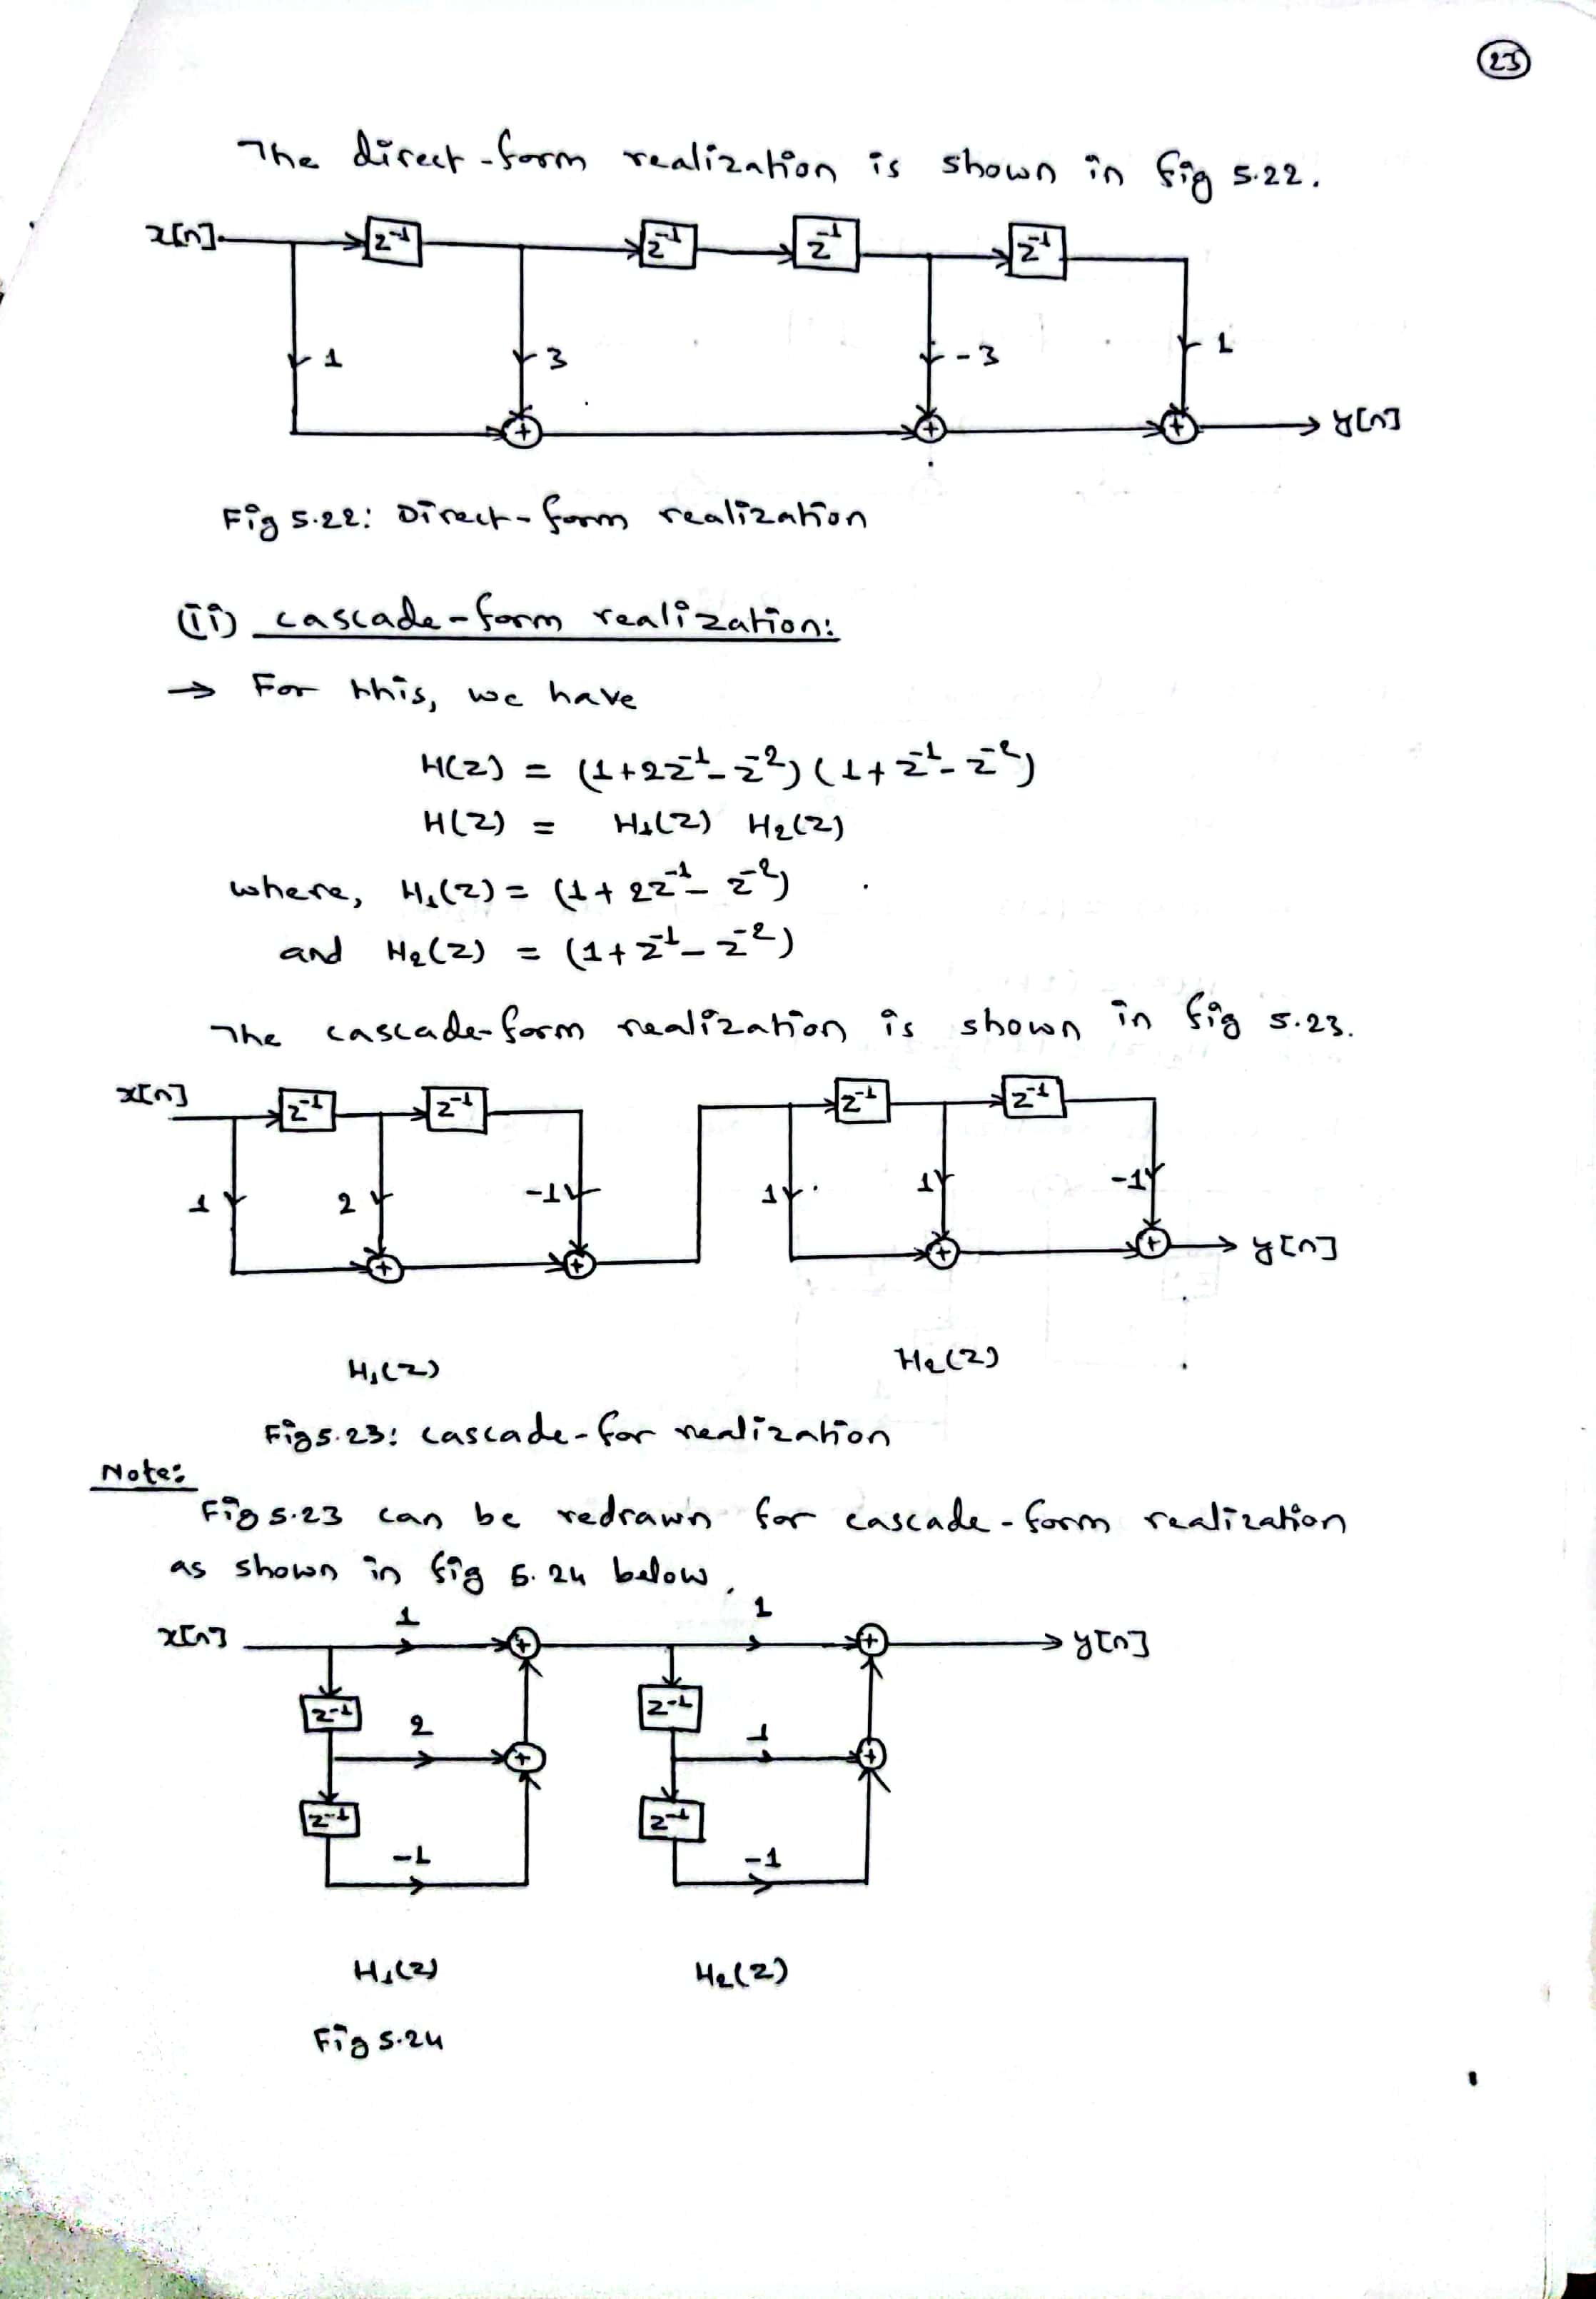 23
The direct-form realization is shown in fig 5.22.
x[n] z⁻¹ z⁻¹ z⁻¹ z⁻¹
1 3 -3 1
+ + + y[n]
Fig 5.22: Direct-form realization
(ii) cascade-form realization:
→ For this, we have
H(z) = (1+2z⁻¹-z⁻²)(1+z⁻¹-z⁻²)
H(z) = H₁(z) H₂(z)
where, H₁(z) = (1+2z⁻¹-z⁻²)
and H₂(z) = (1+z⁻¹-z⁻²)
The cascade-form realization is shown in fig 5.23.
x[n] z⁻¹ z⁻¹ z⁻¹ z⁻¹
1 2 -1 1 1 -1
+ + + + y[n]
H₁(z) H₂(z)
Fig 5.23: cascade-for realization
Note:
Fig 5.23 can be redrawn for cascade-form realization
as shown in fig 5.24 below.
1 1
x[n] + + y[n]
z⁻¹ z⁻¹
2 1
+ +
z⁻¹ z⁻¹
-1 -1
H₁(z) H₂(z)
Fig 5.24